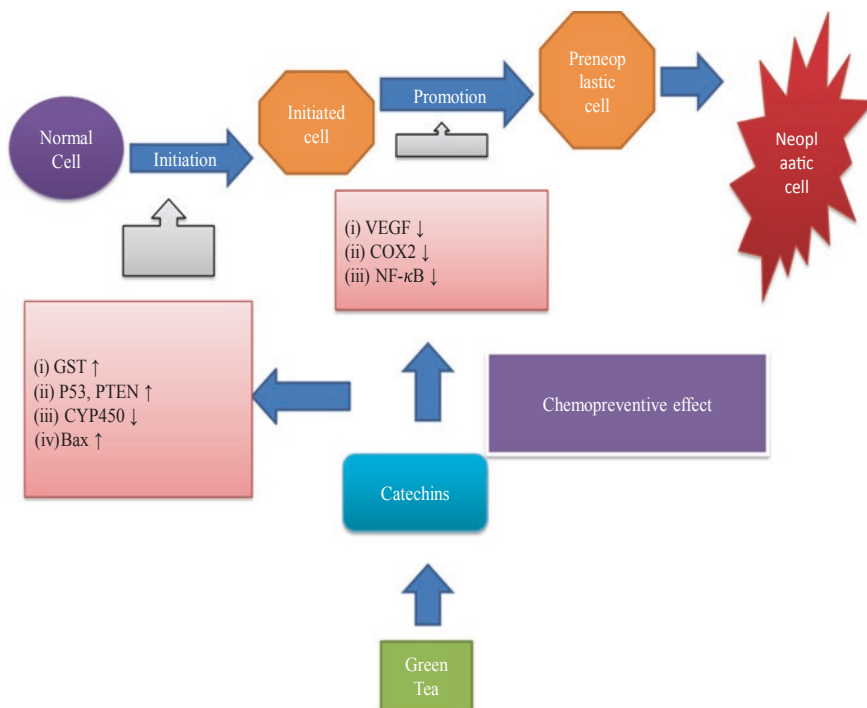 Normal
Cell
Initiation
Initiated
cell
Promotion
Preneop
lastic
cell
Neopl
aatic
cell
(i) VEGF ↓
(ii) COX2 ↓
(iii) NF-κB ↓
(i) GST ↑
(ii) P53, PTEN ↑
(iii) CYP450 ↓
(iv)Bax ↑
Chemopreventive effect
Catechins
Green
Tea